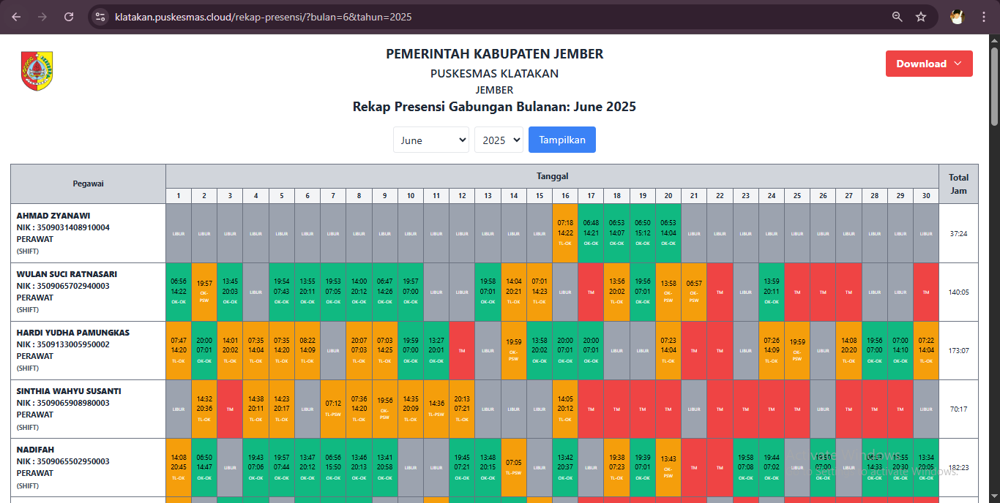 klatakan.puskesmas.cloud/rekap-presensi/?bulan=6&tahun=2025
PEMERINTAH KABUPATEN JEMBER
PUSKESMAS KLATAKAN
JEMBER
Rekap Presensi Gabungan Bulanan: June 2025
Download
June 2025 Tampilkan
Pegawai Tanggal Total Jam
1 2 3 4 5 6 7 8 9 10 11 12 13 14 15 16 17 18 19 20 21 22 23 24 25 26 27 28 29 30
AHMAD ZYANAWI
NIK : 3509031408910004
PERAWAT
(SHIFT)
LIBUR LIBUR LIBUR LIBUR LIBUR LIBUR LIBUR LIBUR LIBUR LIBUR LIBUR LIBUR LIBUR LIBUR LIBUR 07:18 14:22 TL-OK 06:48 14:21 OK-OK 06:53 14:07 OK-OK 06:50 15:12 OK-OK 06:53 14:04 OK-OK LIBUR LIBUR LIBUR LIBUR LIBUR LIBUR LIBUR LIBUR LIBUR LIBUR 37:24
WULAN SUCI RATNASARI
NIK : 3509065702940003
PERAWAT
(SHIFT)
06:56 14:22 OK-OK 19:57 OK-PSW 13:45 20:03 OK-OK LIBUR 19:54 07:43 OK-OK 13:55 20:11 OK-OK 19:53 07:05 OK-OK 14:00 20:12 OK-OK 06:47 14:26 OK-OK 19:57 07:00 OK-OK LIBUR LIBUR 19:58 07:01 OK-OK 14:04 20:21 TL-OK 07:01 14:23 TL-OK LIBUR TM 13:56 20:02 TL-OK 19:56 07:01 OK-OK 13:58 OK-PSW 06:57 OK-PSW TM LIBUR 13:59 20:11 OK-OK TM TM TM LIBUR LIBUR TM 140:05
HARDI YUDHA PAMUNGKAS
NIK : 3509133005950002
PERAWAT
(SHIFT)
07:47 14:20 TL-OK 20:00 07:01 OK-OK 14:01 20:02 TL-OK 07:35 14:04 TL-OK 07:35 14:20 TL-OK 08:22 14:09 TL-OK LIBUR 20:07 07:03 TL-OK 07:03 14:25 TL-OK 19:59 07:00 OK-OK 13:27 20:01 OK-OK TM LIBUR 19:59 OK-PSW 13:58 20:02 OK-OK 20:00 07:01 OK-OK 20:00 07:01 OK-OK LIBUR LIBUR 07:23 14:04 TL-OK TM TM LIBUR 07:26 14:09 TL-OK 19:59 OK-PSW LIBUR 14:08 20:20 TL-OK 19:56 07:00 OK-OK 07:00 14:10 OK-OK 07:22 14:04 TL-OK 173:07
SINTHIA WAHYU SUSANTI
NIK : 3509065908980003
PERAWAT
(SHIFT)
LIBUR 14:32 20:36 TL-OK TM 14:38 20:11 TL-OK 14:23 20:17 TL-OK LIBUR 07:12 TL-PSW 07:36 14:20 TL-OK 19:56 OK-PSW 14:35 20:09 TL-OK 14:36 TL-PSW 20:13 07:21 TL-OK LIBUR LIBUR LIBUR 14:05 20:12 TL-OK TM TM TM TM LIBUR TM TM TM TM LIBUR TM TM TM LIBUR 70:17
NADIFAH
NIK : 3509065502950003
PERAWAT
(SHIFT)
14:08 20:45 TL-OK 06:50 14:47 OK-OK LIBUR 19:43 07:06 OK-OK 19:57 07:44 OK-OK 13:47 20:12 OK-OK 06:56 15:50 OK-OK 13:46 20:13 OK-OK 13:41 20:58 OK-OK LIBUR LIBUR 19:45 07:21 OK-OK 13:48 20:15 OK-OK 07:05 TL-PSW LIBUR 13:42 20:37 OK-OK LIBUR 19:38 07:23 TL-OK 19:39 07:01 OK-OK 13:43 OK-PSW TM TM 19:58 07:08 OK-OK 19:44 07:02 OK-OK LIBUR 07:00 OK-OK LIBUR 14:33 OK-OK 20:30 OK-OK 13:34 20:05 OK-OK 182:23
Activate Windows
Go to Settings to activate Windows.